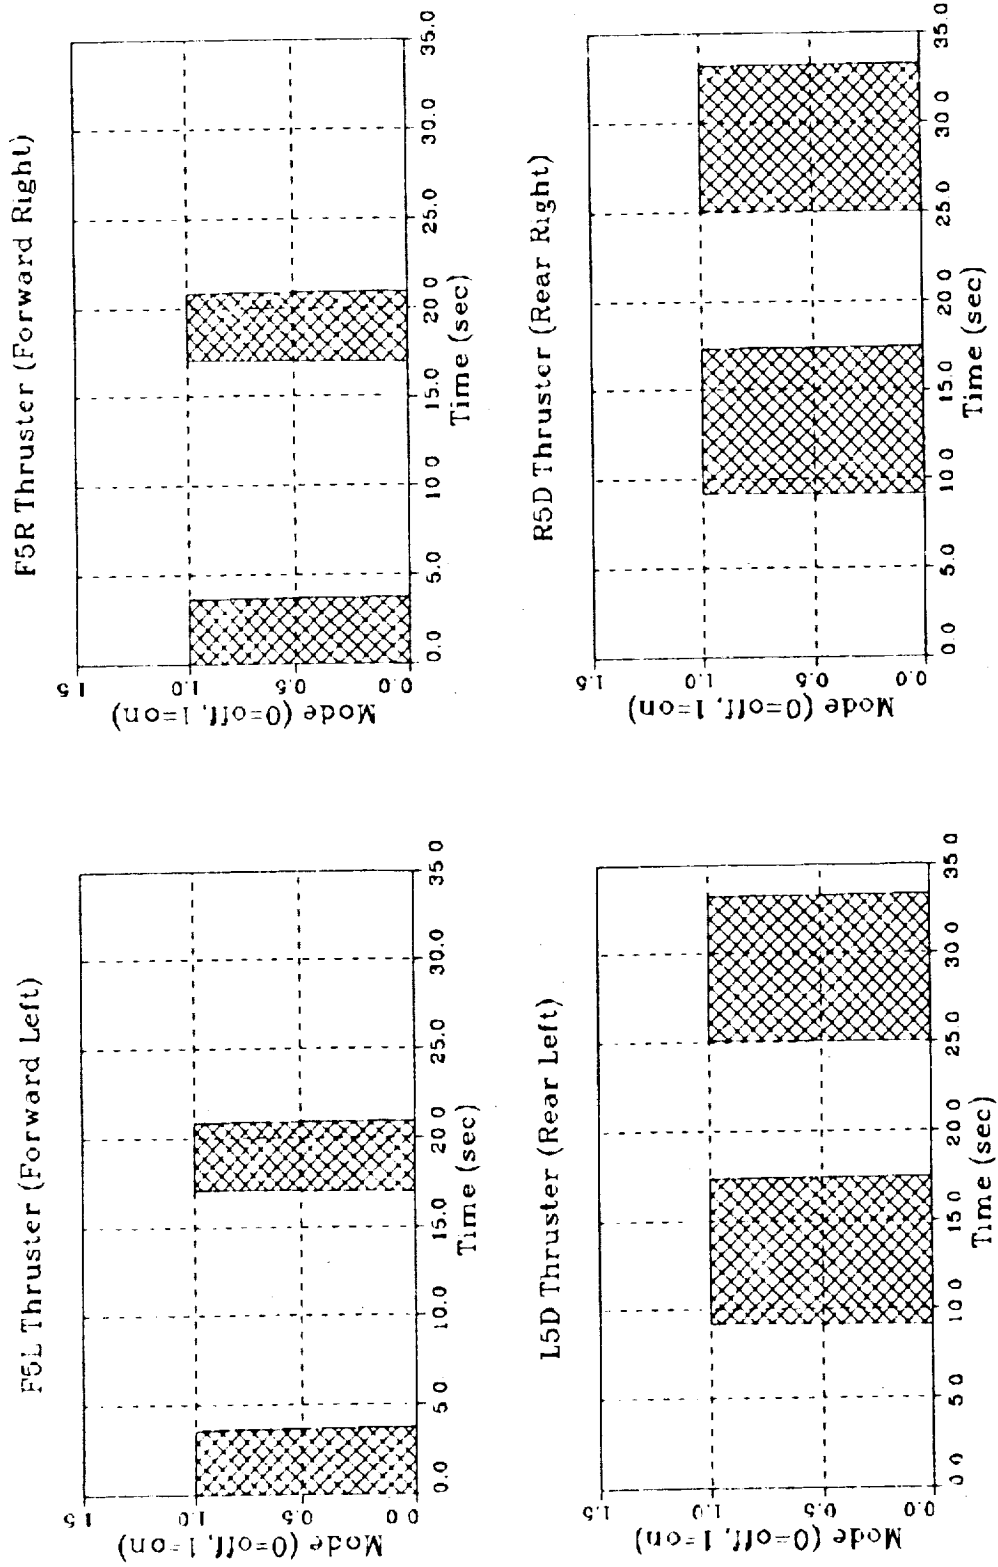 F5L Thruster (Forward Left)
Mode (0=off, 1=on)
1.5
1.0
0.5
0.0
0.0 5.0 10.0 15.0 20.0 25.0 30.0 35.0
Time (sec)
F5R Thruster (Forward Right)
Mode (0=off, 1=on)
1.5
1.0
0.5
0.0
0.0 5.0 10.0 15.0 20.0 25.0 30.0 35.0
Time (sec)
L5D Thruster (Rear Left)
Mode (0=off, 1=on)
1.5
1.0
0.5
0.0
0.0 5.0 10.0 15.0 20.0 25.0 30.0 35.0
Time (sec)
R5D Thruster (Rear Right)
Mode (0=off, 1=on)
1.5
1.0
0.5
0.0
0.0 5.0 10.0 15.0 20.0 25.0 30.0 35.0
Time (sec)